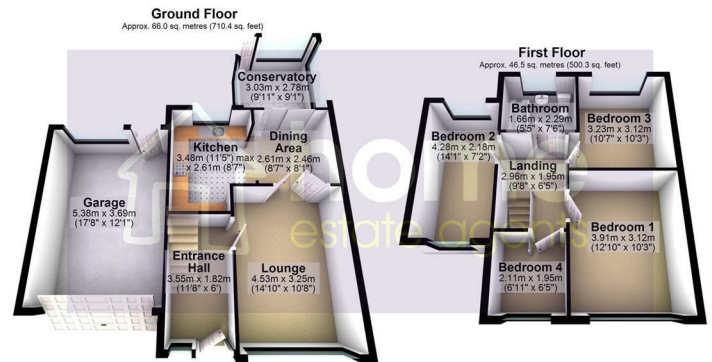 Ground Floor
Approx. 66.0 sq. metres (710.4 sq. feet)
Conservatory
3.03m x 2.78m
(9'11" x 9'1")
Kitchen
3.48m (11'5") max
x 2.61m (8'7")
Dining
Area
2.61m x 2.46m
(8'7" x 8'1")
Garage
5.38m x 3.69m
(17'8" x 12'1")
Entrance
Hall
3.55m x 1.82m
(11'8" x 6')
Lounge
4.53m x 3.25m
(14'10" x 10'8")
First Floor
Approx. 46.5 sq. metres (500.3 sq. feet)
Bathroom
1.66m x 2.29m
(5'5" x 7'6")
Bedroom 3
3.23m x 3.12m
(10'7" x 10'3")
Bedroom 2
4.28m x 2.18m
(14'1" x 7'2")
Landing
2.96m x 1.95m
(9'8" x 6'5")
Bedroom 1
3.91m x 3.12m
(12'10" x 10'3")
Bedroom 4
2.11m x 1.95m
(6'11" x 6'5")
home
estate agents